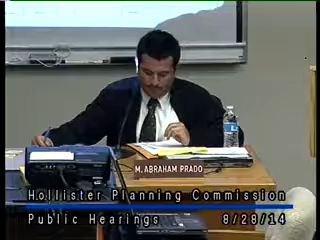 M. ABRAHAM PRADO
Hollister Planning Commission
Public Hearings 8/28/14